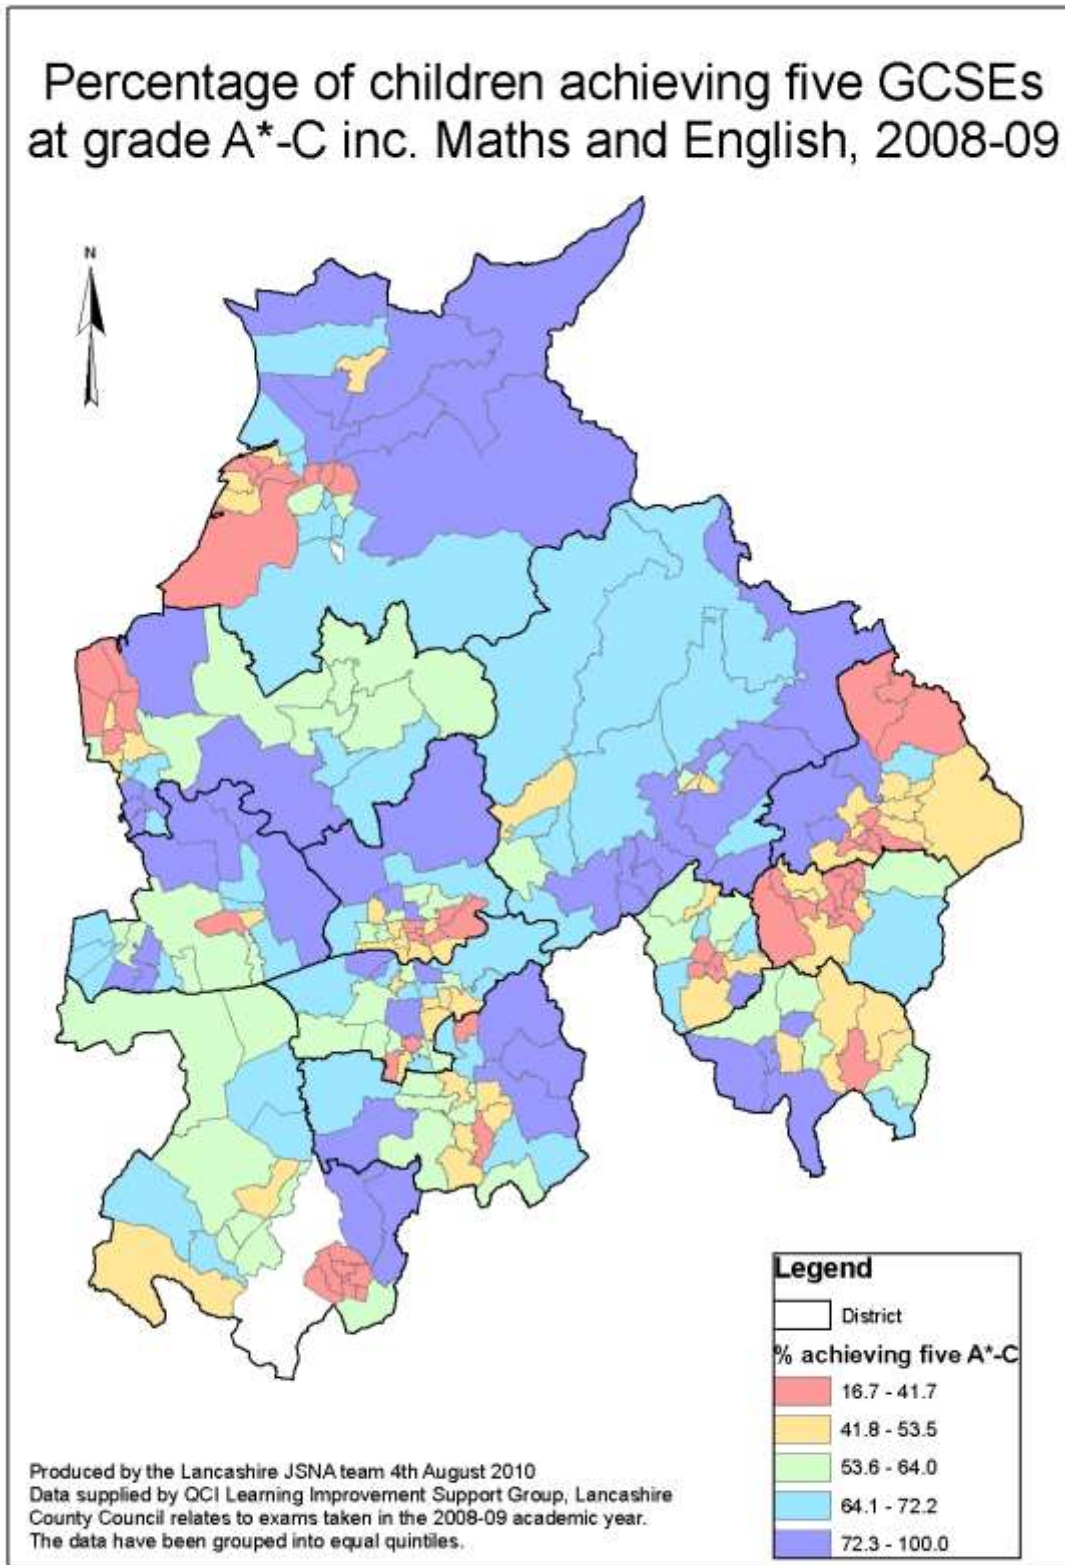 Percentage of children achieving five GCSEs
at grade A*-C inc. Maths and English, 2008-09
N
Legend
District
% achieving five A*-C
16.7 - 41.7
41.8 - 53.5
53.6 - 64.0
64.1 - 72.2
72.3 - 100.0
Produced by the Lancashire JSNA team 4th August 2010
Data supplied by QCI Learning Improvement Support Group, Lancashire
County Council relates to exams taken in the 2008-09 academic year.
The data have been grouped into equal quintiles.